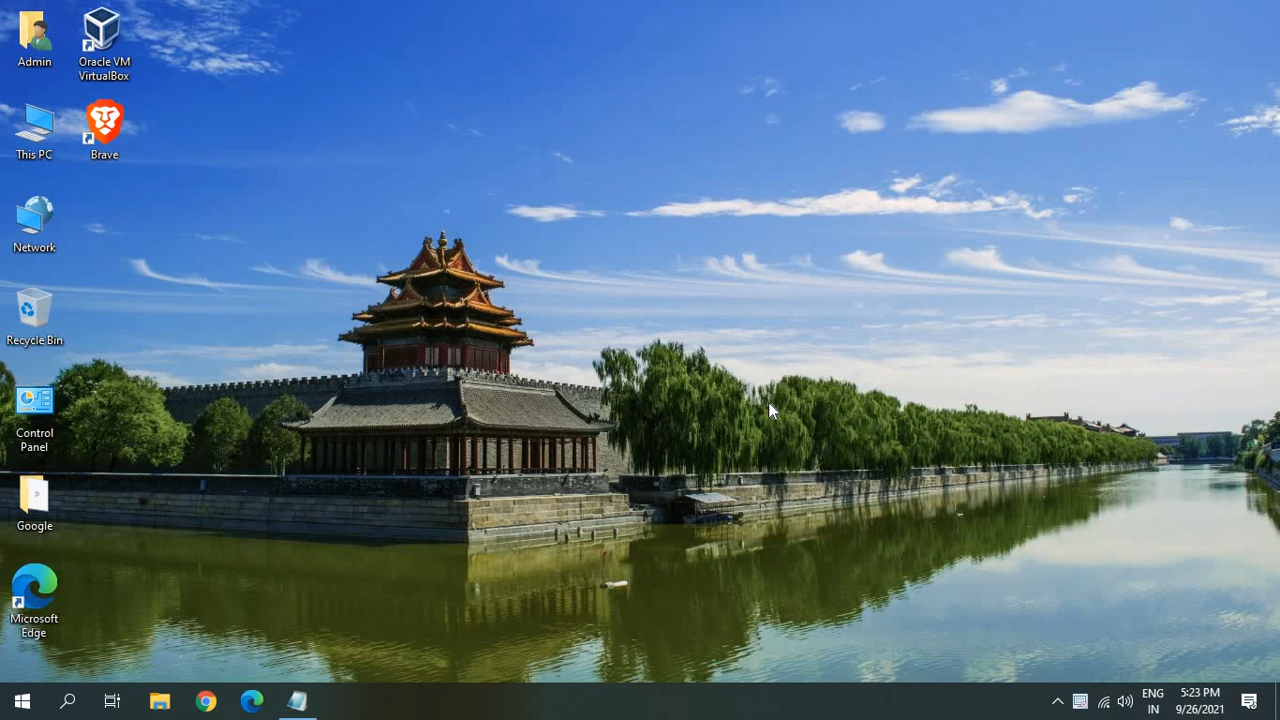 Admin
Oracle VM
VirtualBox
This PC
Brave
Network
Recycle Bin
Control
Panel
Google
Microsoft
Edge
ENG
IN
5:23 PM
9/26/2021